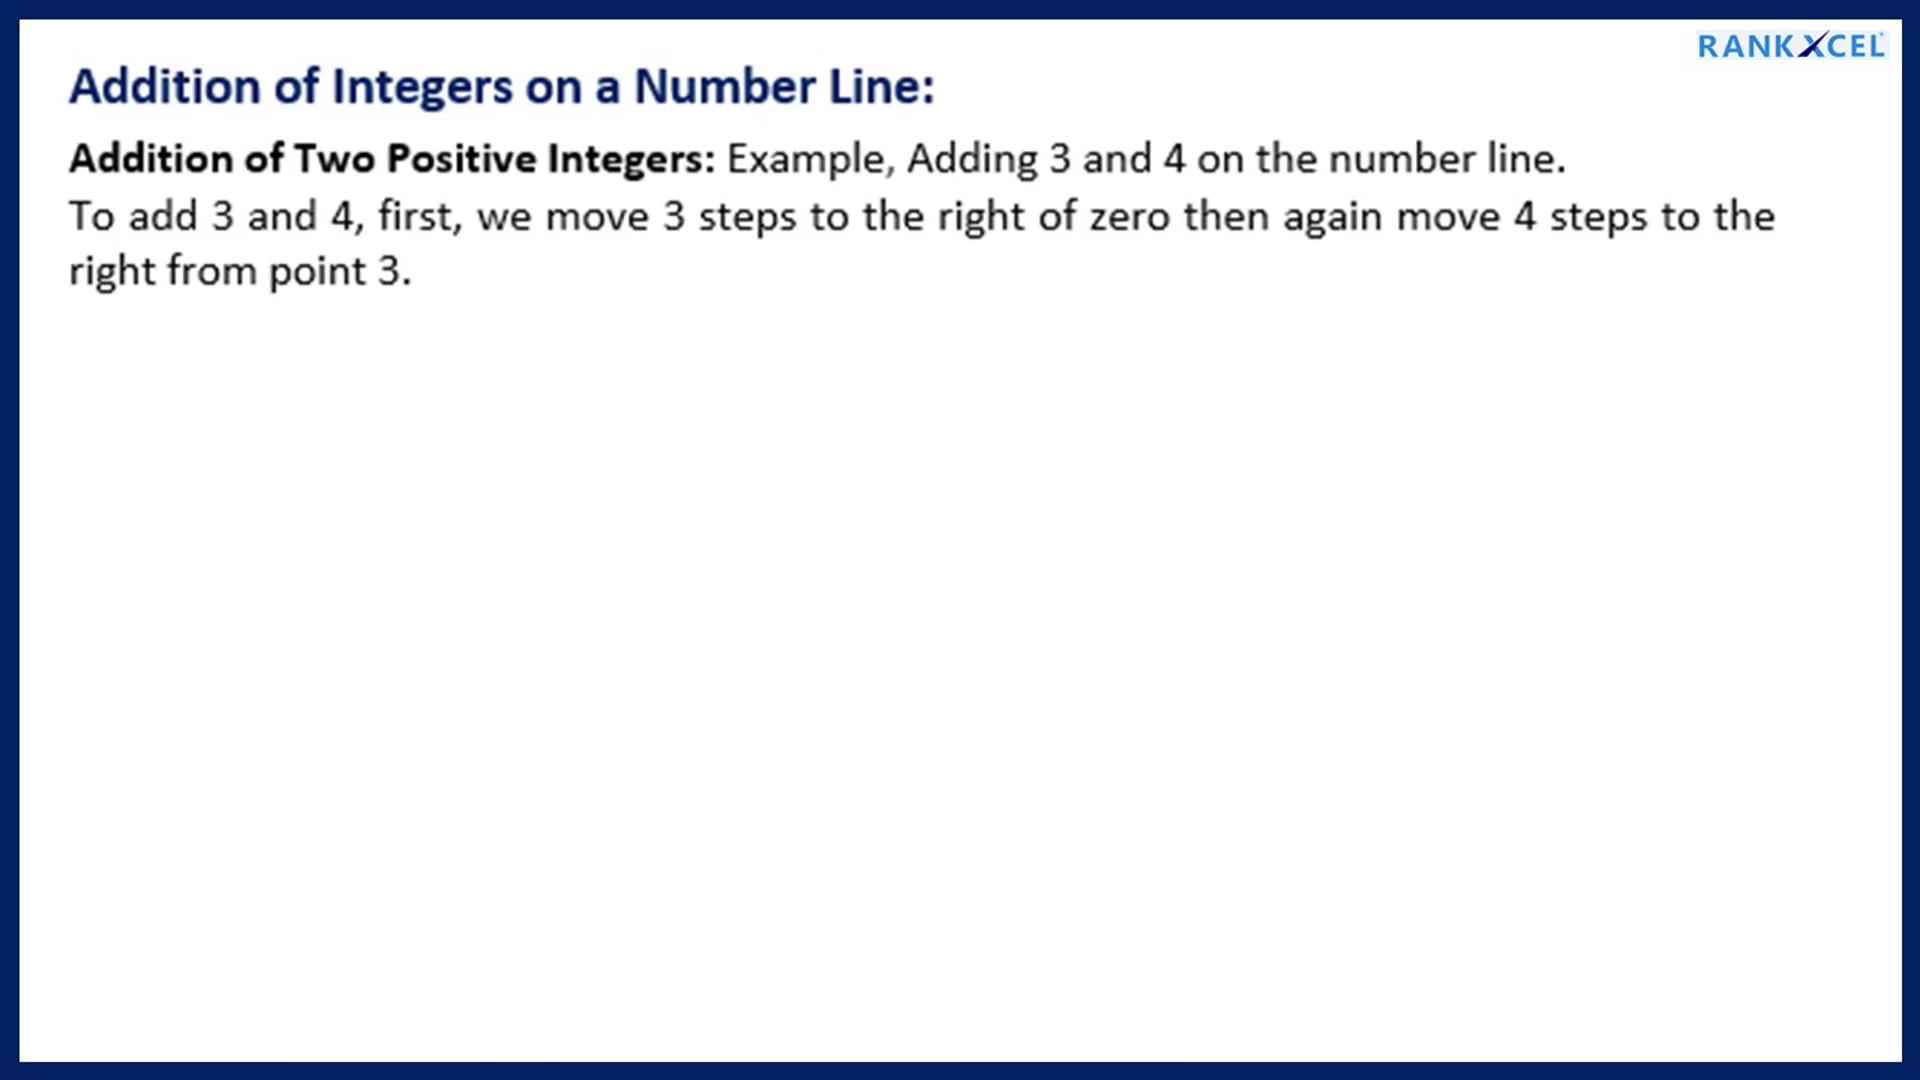 RANKXCEL
Addition of Integers on a Number Line:
Addition of Two Positive Integers: Example, Adding 3 and 4 on the number line.
To add 3 and 4, first, we move 3 steps to the right of zero then again move 4 steps to the
right from point 3.